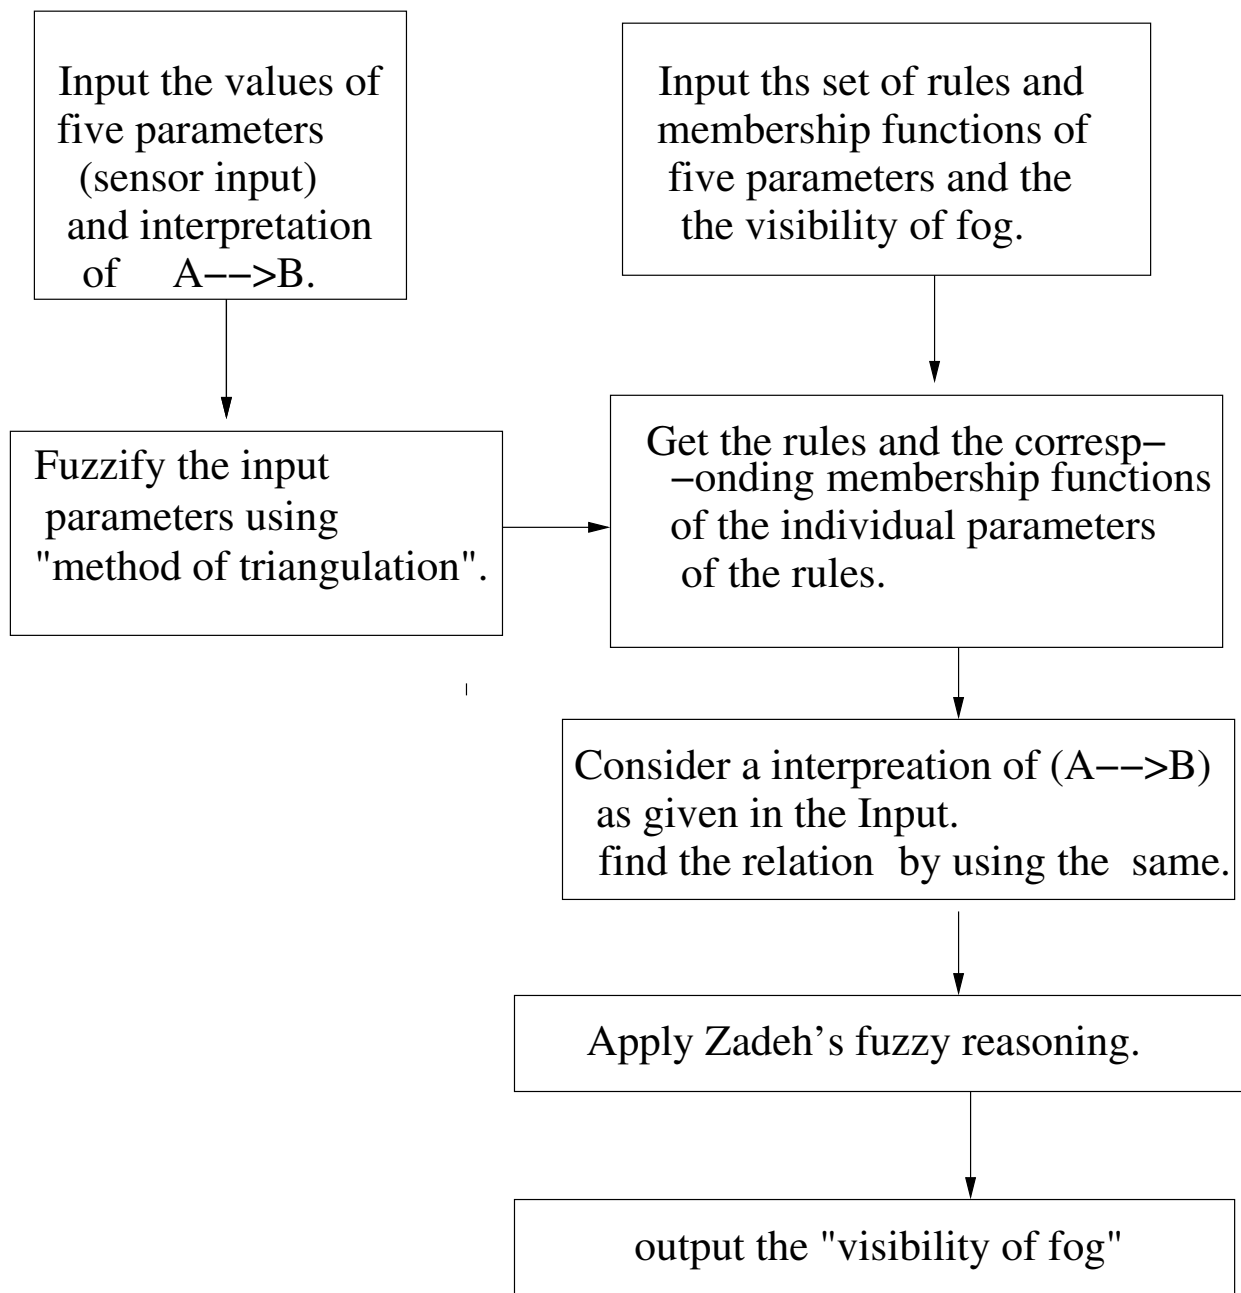 Input the values of
five parameters
(sensor input)
and interpretation
of A-->B.
Input ths set of rules and
membership functions of
five parameters and the
the visibility of fog.
Fuzzify the input
parameters using
"method of triangulation".
Get the rules and the corresp-
-onding membership functions
of the individual parameters
of the rules.
Consider a interpreation of (A-->B)
as given in the Input.
find the relation by using the same.
Apply Zadeh's fuzzy reasoning.
output the "visibility of fog"